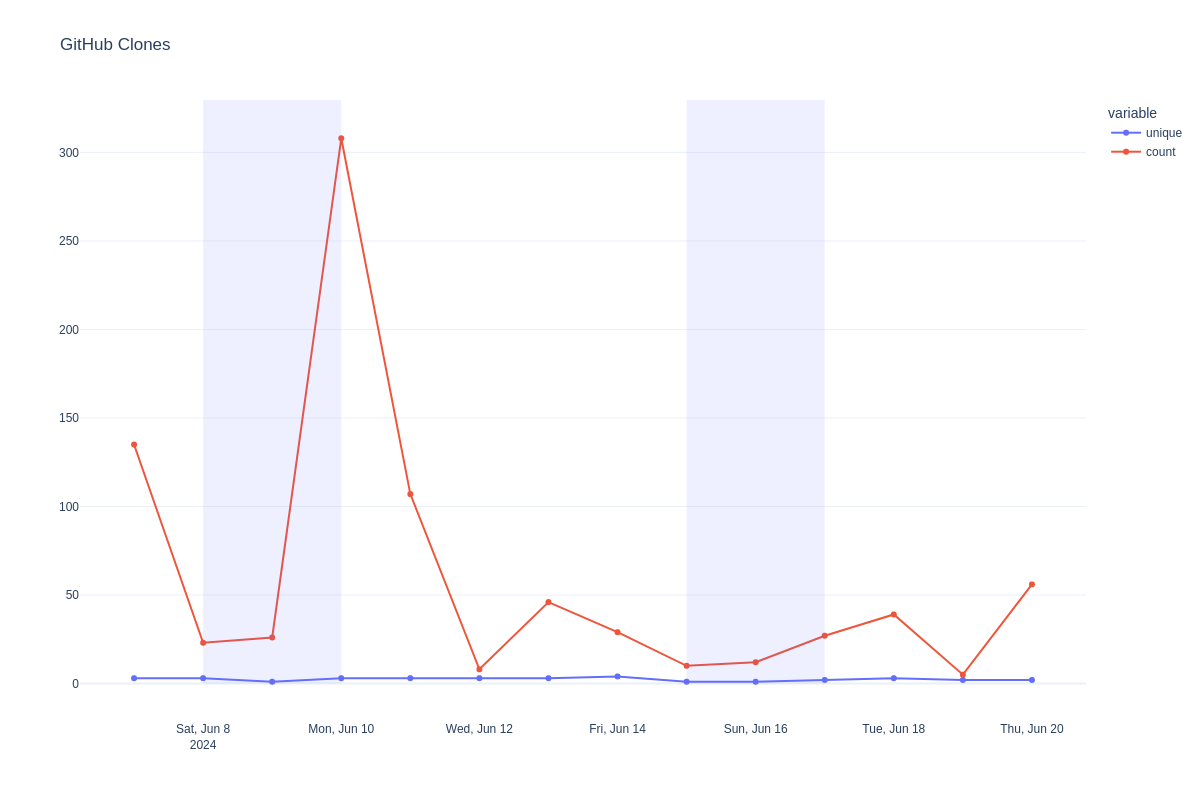 GitHub Clones
variable
unique
count
300
250
200
150
100
50
0
Sat, Jun 8
2024
Mon, Jun 10
Wed, Jun 12
Fri, Jun 14
Sun, Jun 16
Tue, Jun 18
Thu, Jun 20